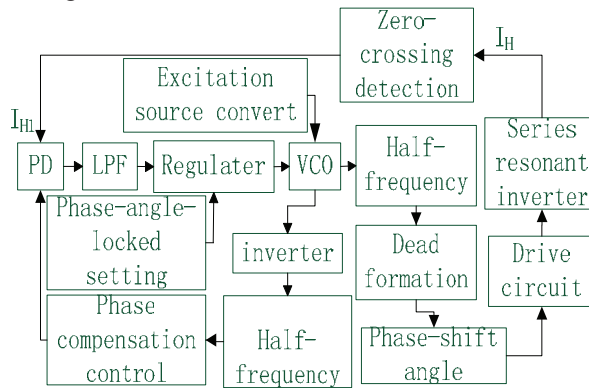 Zero-
crossing
detection
I_H
Excitation
source convert
I_H1
PD
LPF
Regulater
VCO
Half-
frequency
Series
resonant
inverter
Phase-angle-
locked
setting
inverter
Dead
formation
Drive
circuit
Phase
compensation
control
Half-
frequency
Phase-shift
angle